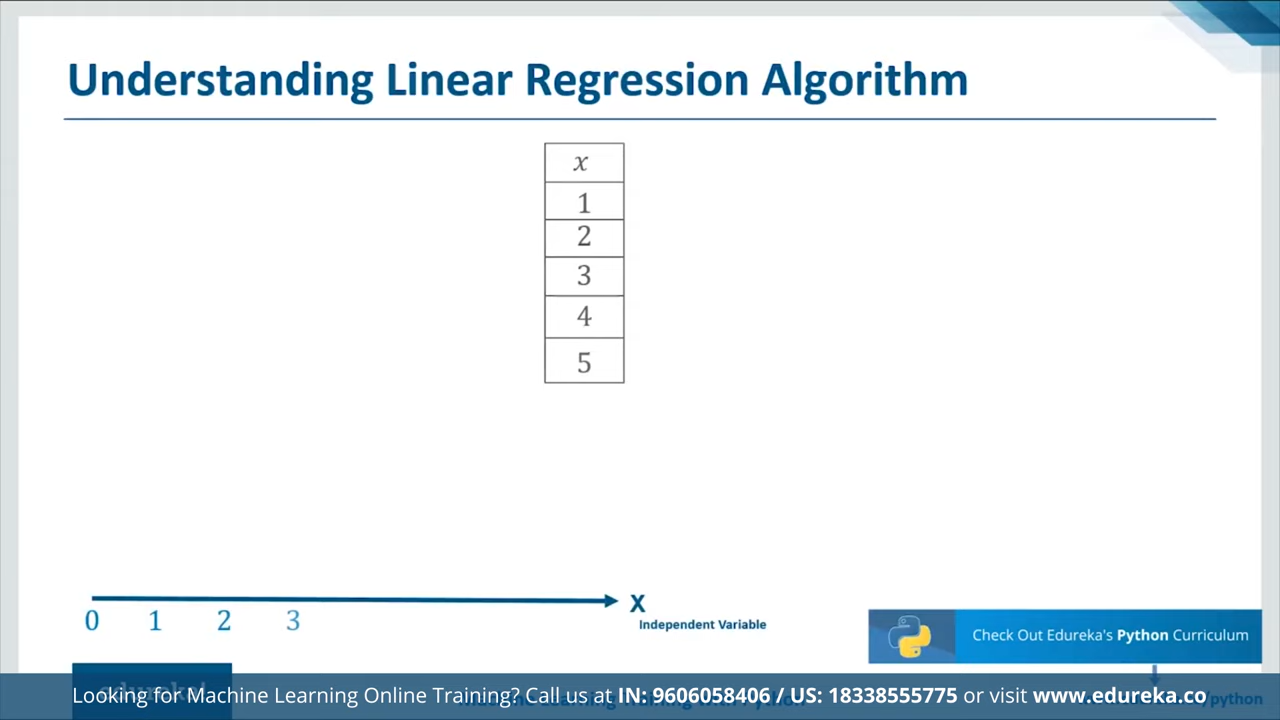 Understanding Linear Regression Algorithm
x
1
2
3
4
5
X
0 1 2 3
Independent Variable
Check Out Edureka's Python Curriculum
Looking for Machine Learning Online Training? Call us at IN: 9606058406 / US: 18338555775 or visit www.edureka.co
/python